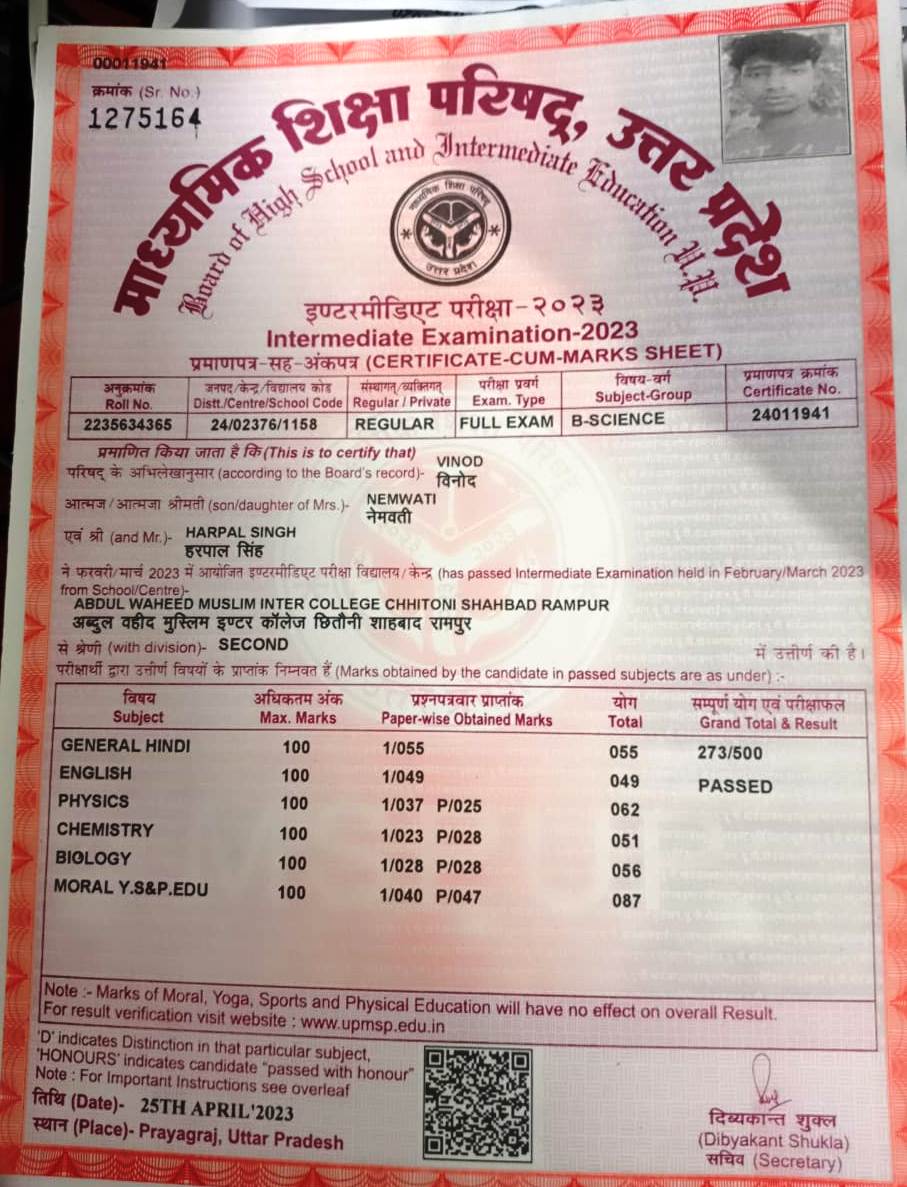 00011941
क्रमांक (Sr. No.)
1275164
माध्यमिक शिक्षा परिषद्, उत्तर प्रदेश
Board of High School and Intermediate Education U.P.
माध्यमिक शिक्षा परिषद्
उत्तर प्रदेश
इण्टरमीडिएट परीक्षा-२०२३
Intermediate Examination-2023
प्रमाणपत्र-सह-अंकपत्र (CERTIFICATE-CUM-MARKS SHEET)
अनुक्रमांक जनपद/केन्द्र/विद्यालय कोड संस्थागत/व्यक्तिगत परीक्षा प्रवर्ग विषय-वर्ग प्रमाणपत्र क्रमांक
Roll No. Distt./Centre/School Code Regular / Private Exam. Type Subject-Group Certificate No.
2235634365 24/02376/1158 REGULAR FULL EXAM B-SCIENCE 24011941
प्रमाणित किया जाता है कि (This is to certify that)
परिषद् के अभिलेखानुसार (according to the Board's record)- VINOD
विनोद
आत्मज/आत्मजा श्रीमती (son/daughter of Mrs.)- NEMWATI
नेमवती
एवं श्री (and Mr.)- HARPAL SINGH
हरपाल सिंह
ने फरवरी/मार्च 2023 में आयोजित इण्टरमीडिएट परीक्षा विद्यालय/केन्द्र (has passed Intermediate Examination held in February/March 2023
from School/Centre)-
ABDUL WAHEED MUSLIM INTER COLLEGE CHHITONI SHAHBAD RAMPUR
अब्दुल वहीद मुस्लिम इण्टर कॉलेज छितौनी शाहबाद रामपुर
से श्रेणी (with division)- SECOND में उत्तीर्ण की है।
परीक्षार्थी द्वारा उत्तीर्ण विषयों के प्राप्तांक निम्नवत हैं (Marks obtained by the candidate in passed subjects are as under) :-
विषय अधिकतम अंक प्रश्नपत्रवार प्राप्तांक योग सम्पूर्ण योग एवं परीक्षाफल
Subject Max. Marks Paper-wise Obtained Marks Total Grand Total & Result
GENERAL HINDI 100 1/055 055 273/500
ENGLISH 100 1/049 049 PASSED
PHYSICS 100 1/037 P/025 062
CHEMISTRY 100 1/023 P/028 051
BIOLOGY 100 1/028 P/028 056
MORAL Y.S&P.EDU 100 1/040 P/047 087
Note :- Marks of Moral, Yoga, Sports and Physical Education will have no effect on overall Result.
For result verification visit website : www.upmsp.edu.in
'D' indicates Distinction in that particular subject,
'HONOURS' indicates candidate "passed with honour"
Note : For Important Instructions see overleaf
तिथि (Date)- 25TH APRIL'2023
स्थान (Place)- Prayagraj, Uttar Pradesh
दिव्यकान्त शुक्ल
(Dibyakant Shukla)
सचिव (Secretary)